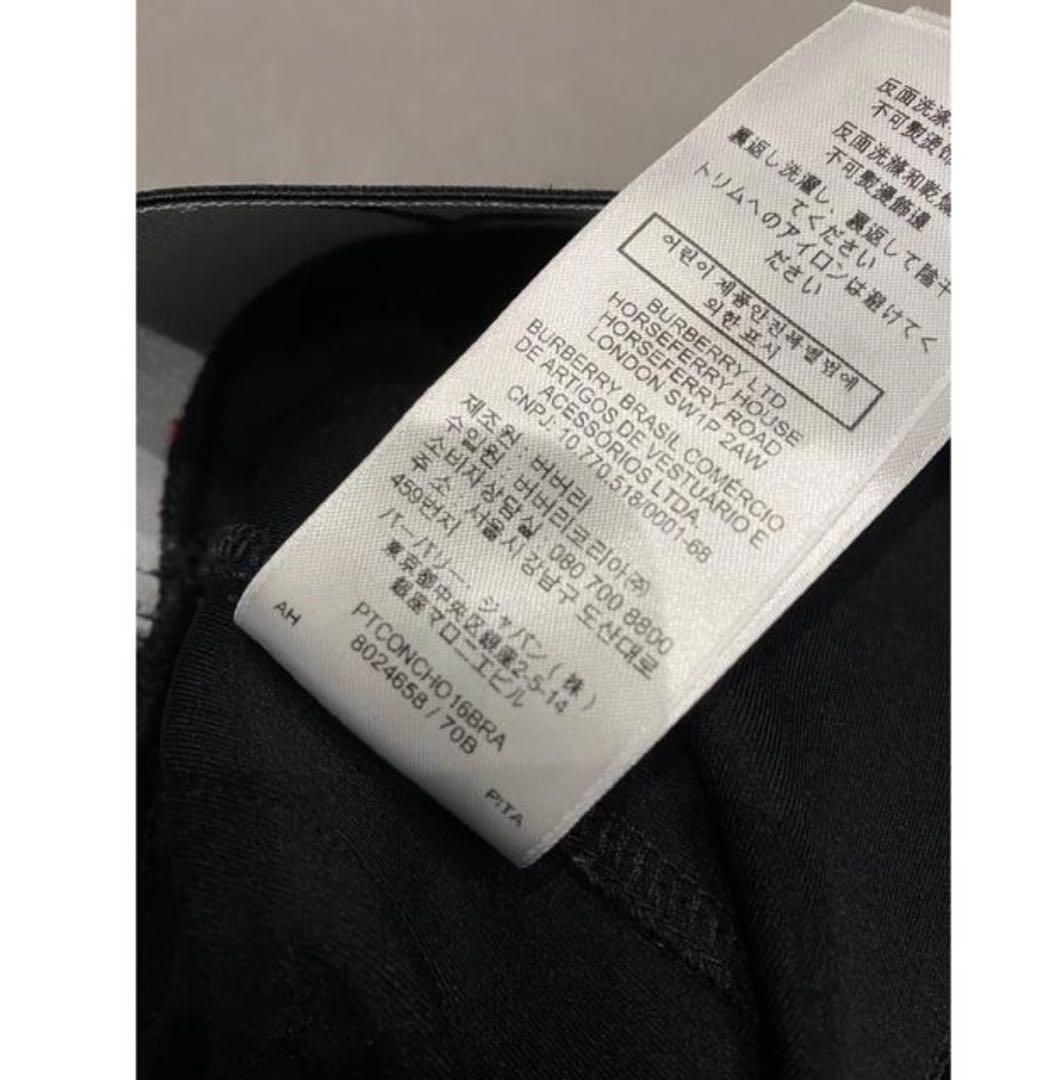 反面洗涤
不可熨烫饰
反面洗滌和乾燥
不可熨燙飾邊
裏返し洗濯し、裏返して陰干
てください
トリムへのアイロンは避けてく
ださい
어린이 제품안전특별법에
의한 표시
BURBERRY LTD
HORSEFERRY HOUSE
HORSEFERRY ROAD
LONDON SW1P 2AW
BURBERRY BRASIL COMÉRCIO
DE ARTIGOS DE VESTUÁRIO E
ACESSÓRIOS LTDA.
CNPJ: 10.770.518/0001-68
제조원 : 버버리
수입원 : 버버리코리아㈜
소비자상담실 : 080 700 8800
주 소 : 서울시 강남구 도산대로
459번지
バーバリー、ジャパン（株）
東京都中央区銀座2-5-14
銀座マロニエビル
PTCONCHO16BRA
8024658 / 70B
AH
PITA